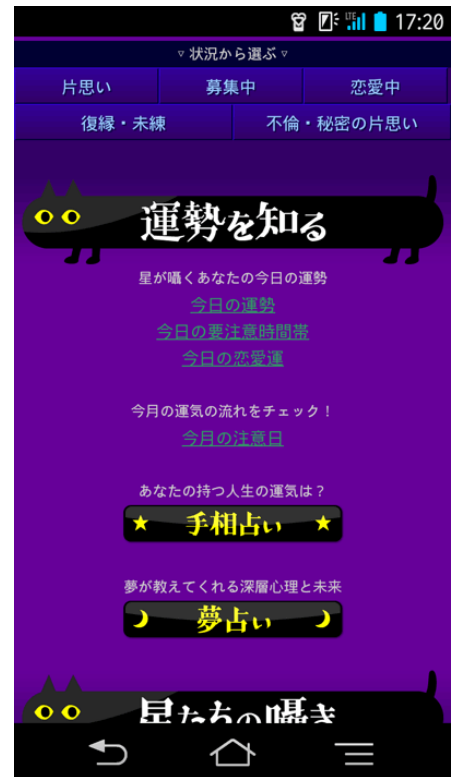 17:20
▽ 状況から選ぶ ▽
片思い 募集中 恋愛中
復縁・未練 不倫・秘密の片思い
運勢を知る
星が囁くあなたの今日の運勢
今日の運勢
今日の要注意時間帯
今日の恋愛運
今月の運気の流れをチェック！
今月の注意日
あなたの持つ人生の運気は？
★ 手相占い ★
夢が教えてくれる深層心理と未来
夢占い
星たちの囁き